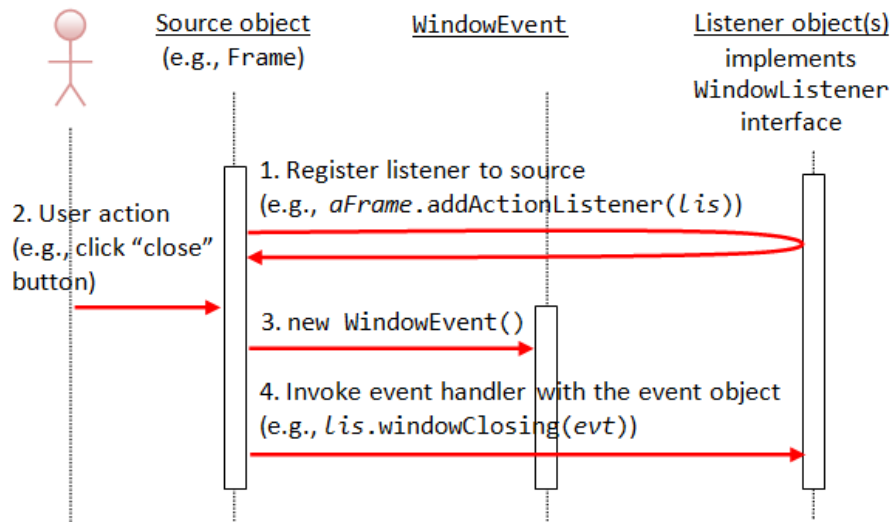 Source object
(e.g., Frame)
WindowEvent
Listener object(s)
implements
WindowListener
interface
1. Register listener to source
(e.g., aFrame.addActionListener(lis))
2. User action
(e.g., click “close”
button)
3. new WindowEvent()
4. Invoke event handler with the event object
(e.g., lis.windowClosing(evt))